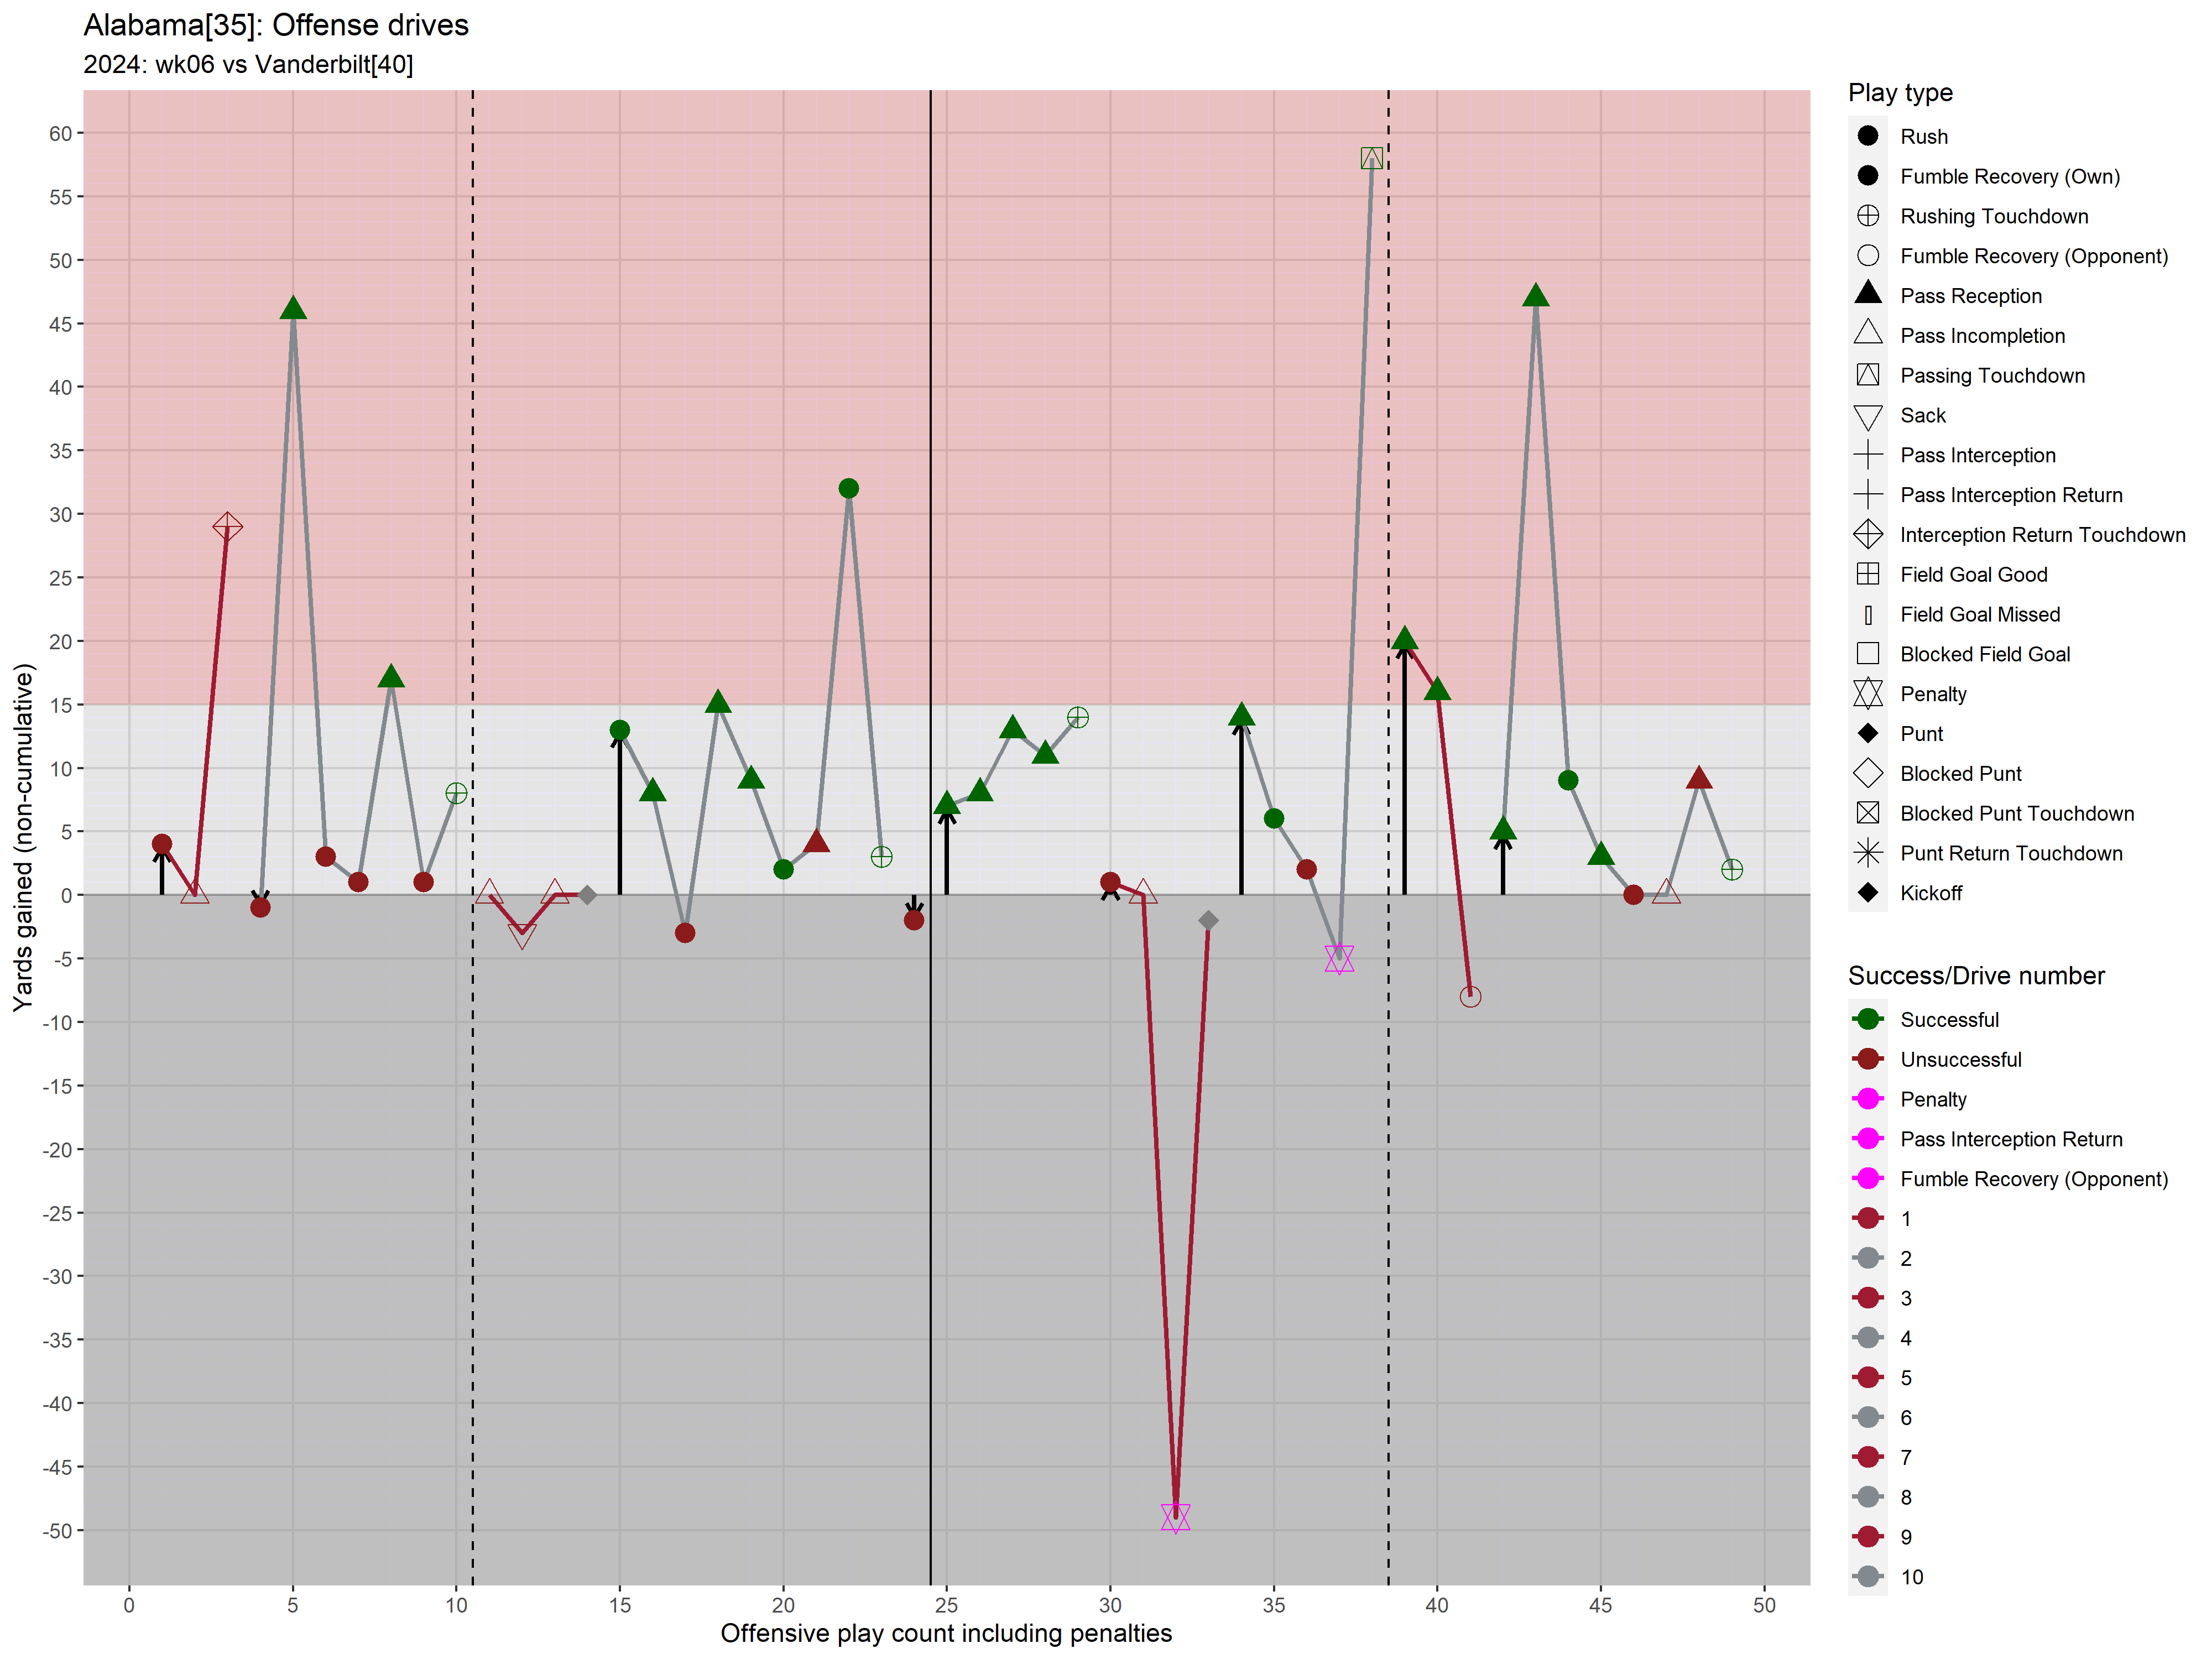 Alabama[35]: Offense drives
2024: wk06 vs Vanderbilt[40]
Yards gained (non-cumulative)
60
55
50
45
40
35
30
25
20
15
10
5
0
-5
-10
-15
-20
-25
-30
-35
-40
-45
-50
0 5 10 15 20 25 30 35 40 45 50
Offensive play count including penalties
Play type
Rush
Fumble Recovery (Own)
Rushing Touchdown
Fumble Recovery (Opponent)
Pass Reception
Pass Incompletion
Passing Touchdown
Sack
Pass Interception
Pass Interception Return
Interception Return Touchdown
Field Goal Good
Field Goal Missed
Blocked Field Goal
Penalty
Punt
Blocked Punt
Blocked Punt Touchdown
Punt Return Touchdown
Kickoff
Success/Drive number
Successful
Unsuccessful
Penalty
Pass Interception Return
Fumble Recovery (Opponent)
1
2
3
4
5
6
7
8
9
10